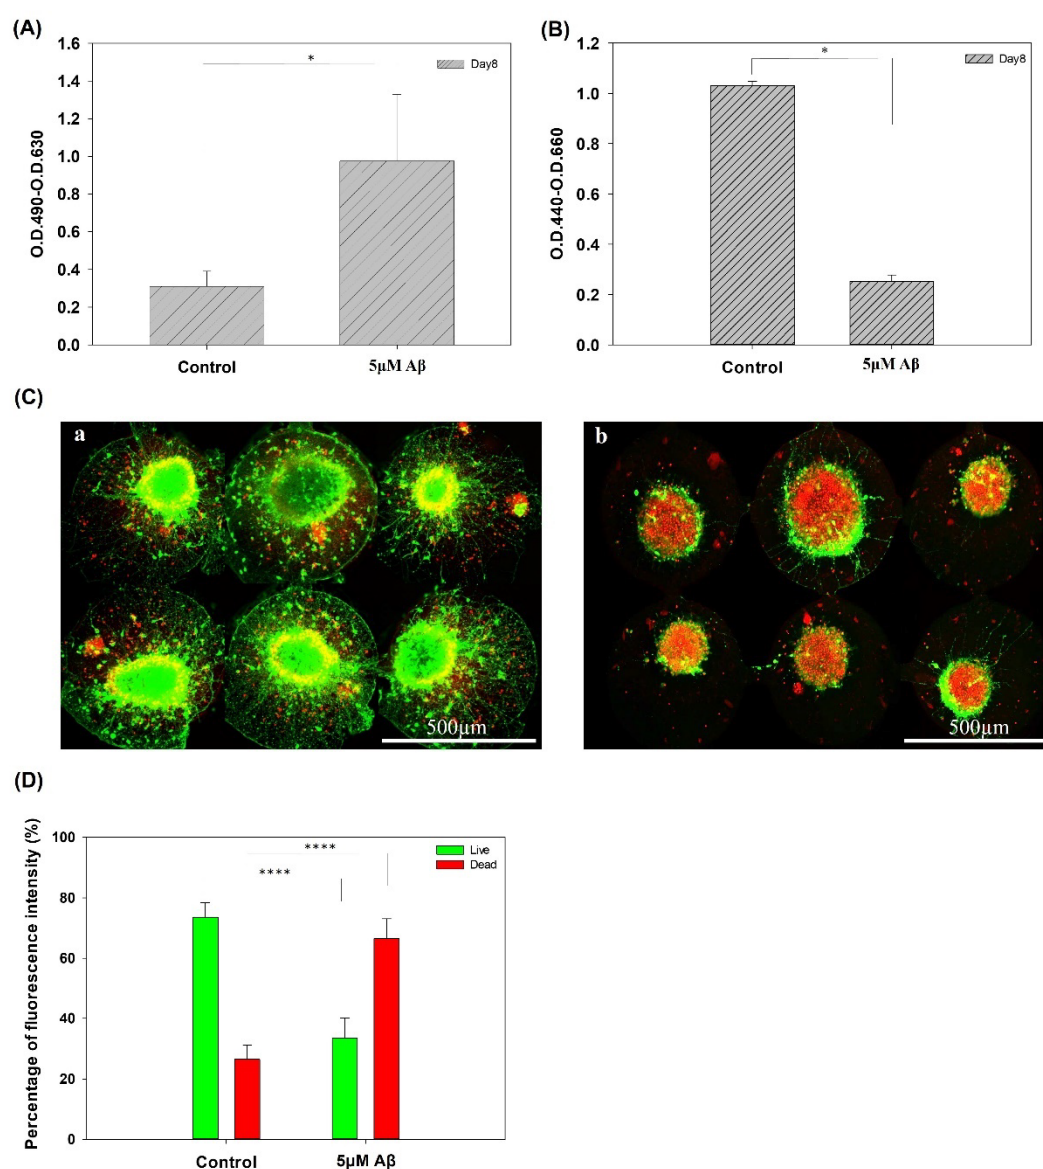 (A)
1.6
1.4
1.2
1.0
0.8
0.6
0.4
0.2
0.0
O.D.490-O.D.630
*
Day8
Control
5μM Aβ
(B)
1.2
1.0
0.8
0.6
0.4
0.2
0.0
O.D.440-O.D.660
*
Day8
Control
5μM Aβ
(C)
a
500μm
b
500μm
(D)
100
80
60
40
20
0
Percentage of fluorescence intensity (%)
****
****
Live
Dead
Control
5μM Aβ